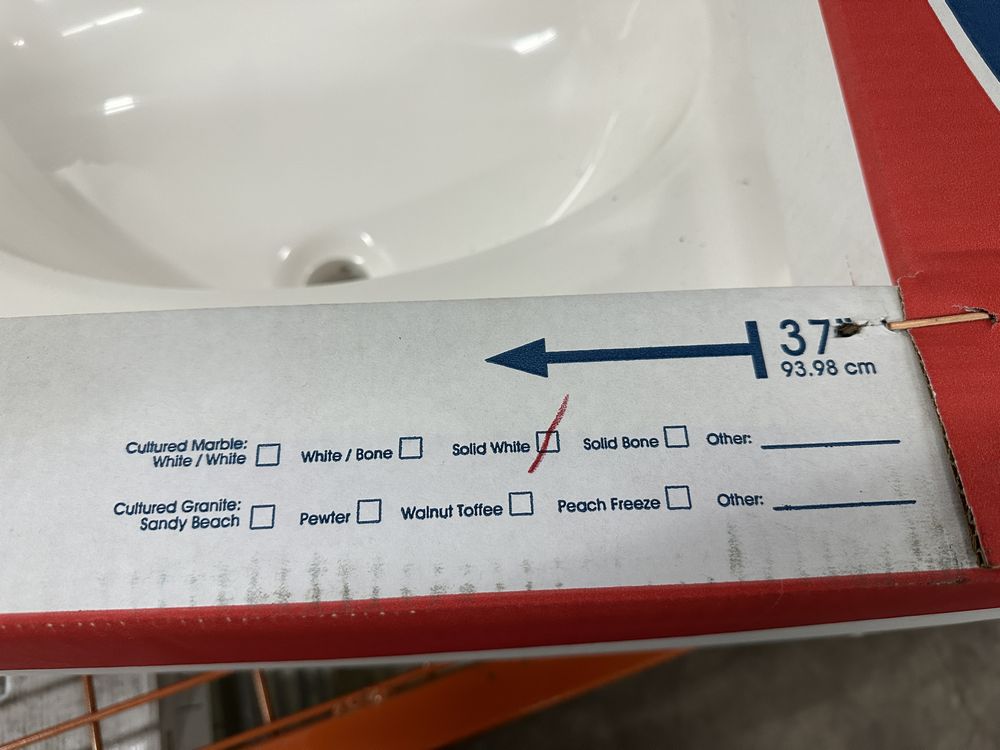 37"
93.98 cm
Cultured Marble:
White / White
White / Bone
Solid White
Solid Bone
Other:
Cultured Granite:
Sandy Beach
Pewter
Walnut Toffee
Peach Freeze
Other: